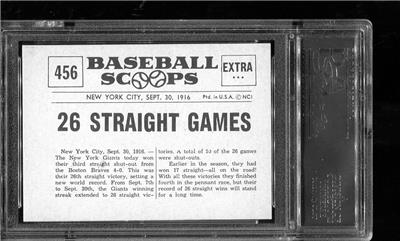 456
BASEBALL
SCOOPS
EXTRA
...
NEW YORK CITY, SEPT. 30, 1916
Ptd. in U.S.A. © NCI
26 STRAIGHT GAMES
New York City, Sept. 30, 1916. —
The New York Giants today won
their third straight shut-out from
the Boston Braves 4-0. This was
their 26th straight victory, setting a
new world record. From Sept. 7th
to Sept. 30th, the Giants winning
streak extended to 26 straight vic-
tories. A total of 10 of the 26 games
were shut-outs.
Earlier in the season, they had
won 17 straight—all on the road!
With all these victories they finished
fourth in the pennant race, but their
record of 26 straight wins will stand
for a long time.